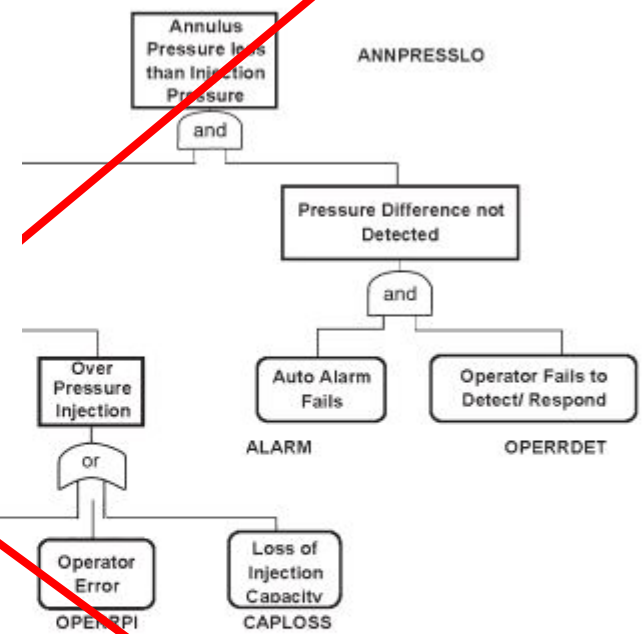 Annulus
Pressure less
than Injection
Pressure
ANNPRESSLO
and
Pressure Difference not
Detected
and
Over
Pressure
Injection
Auto Alarm
Fails
Operator Fails to
Detect/ Respond
ALARM
OPERRDET
or
Operator
Error
Loss of
Injection
Capacity
OPERRPI
CAPLOSS